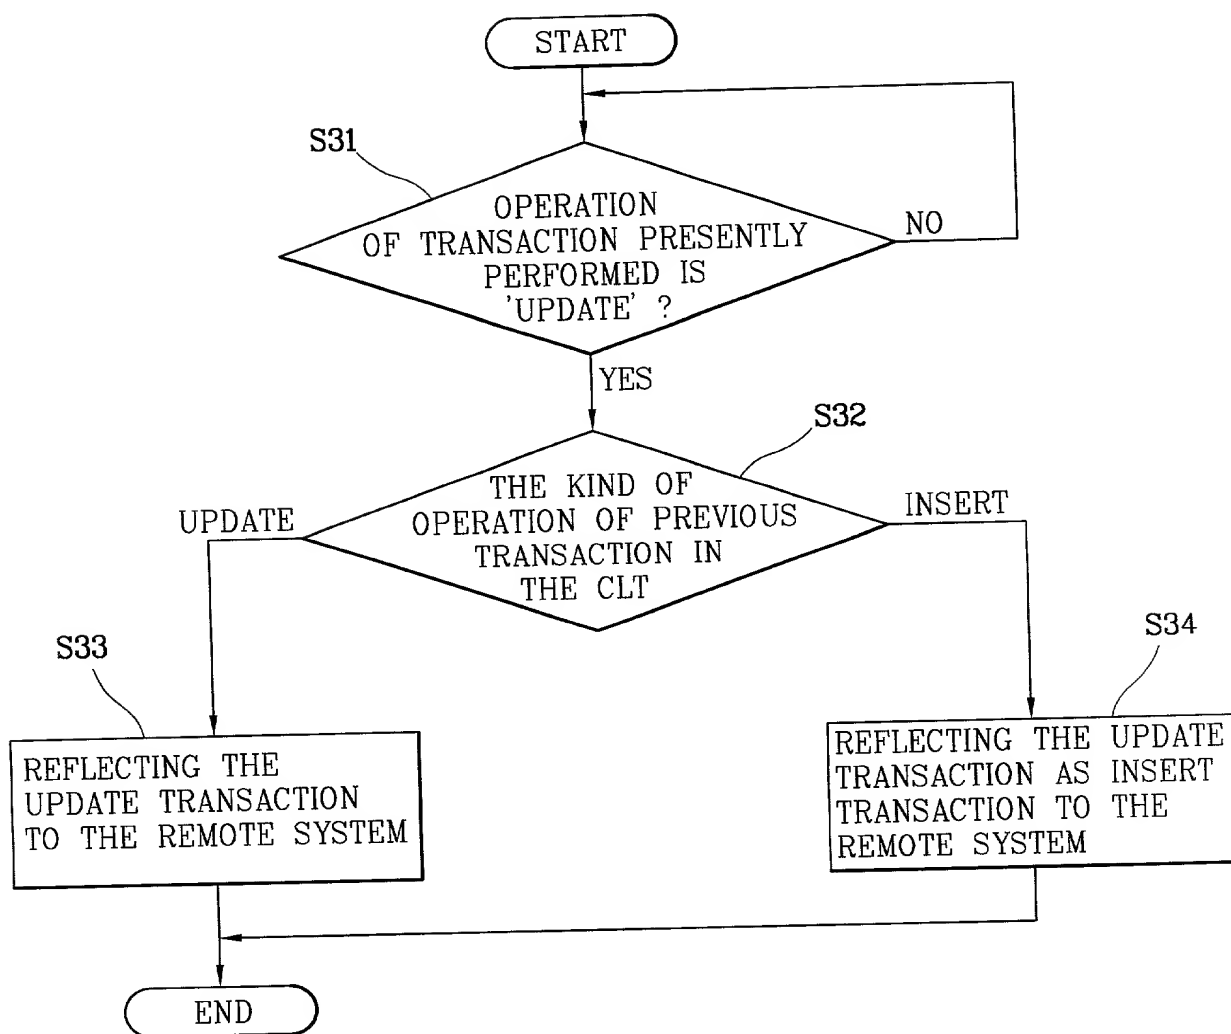 START
S31
OPERATION
OF TRANSACTION PRESENTLY
PERFORMED IS
'UPDATE' ?
NO
YES
S32
THE KIND OF
OPERATION OF PREVIOUS
TRANSACTION IN
THE CLT
UPDATE
INSERT
S33
REFLECTING THE
UPDATE TRANSACTION
TO THE REMOTE SYSTEM
S34
REFLECTING THE UPDATE
TRANSACTION AS INSERT
TRANSACTION TO THE
REMOTE SYSTEM
END